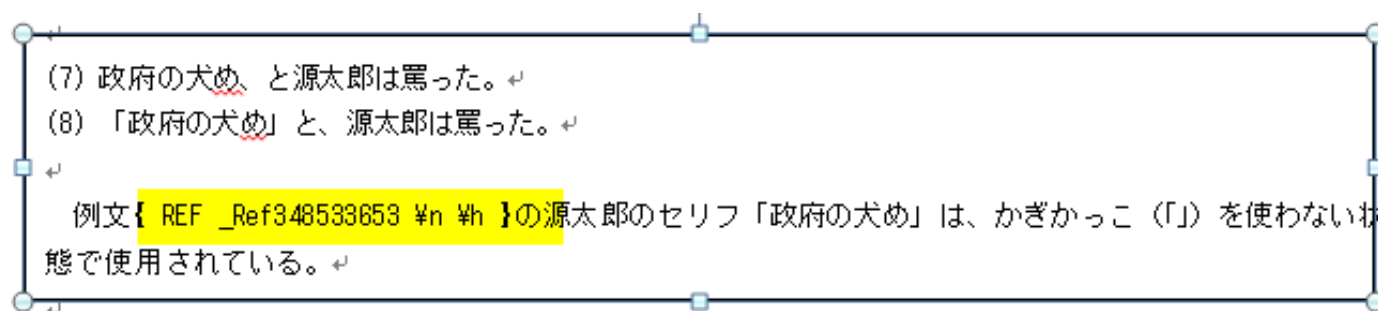 (7) 政府の犬め、と源太郎は罵った。
(8) 「政府の犬め」と、源太郎は罵った。
例文{ REF _Ref348533653 ¥n ¥h }の源太郎のセリフ「政府の犬め」は、かぎかっこ（「」）を使わない状
態で使用されている。